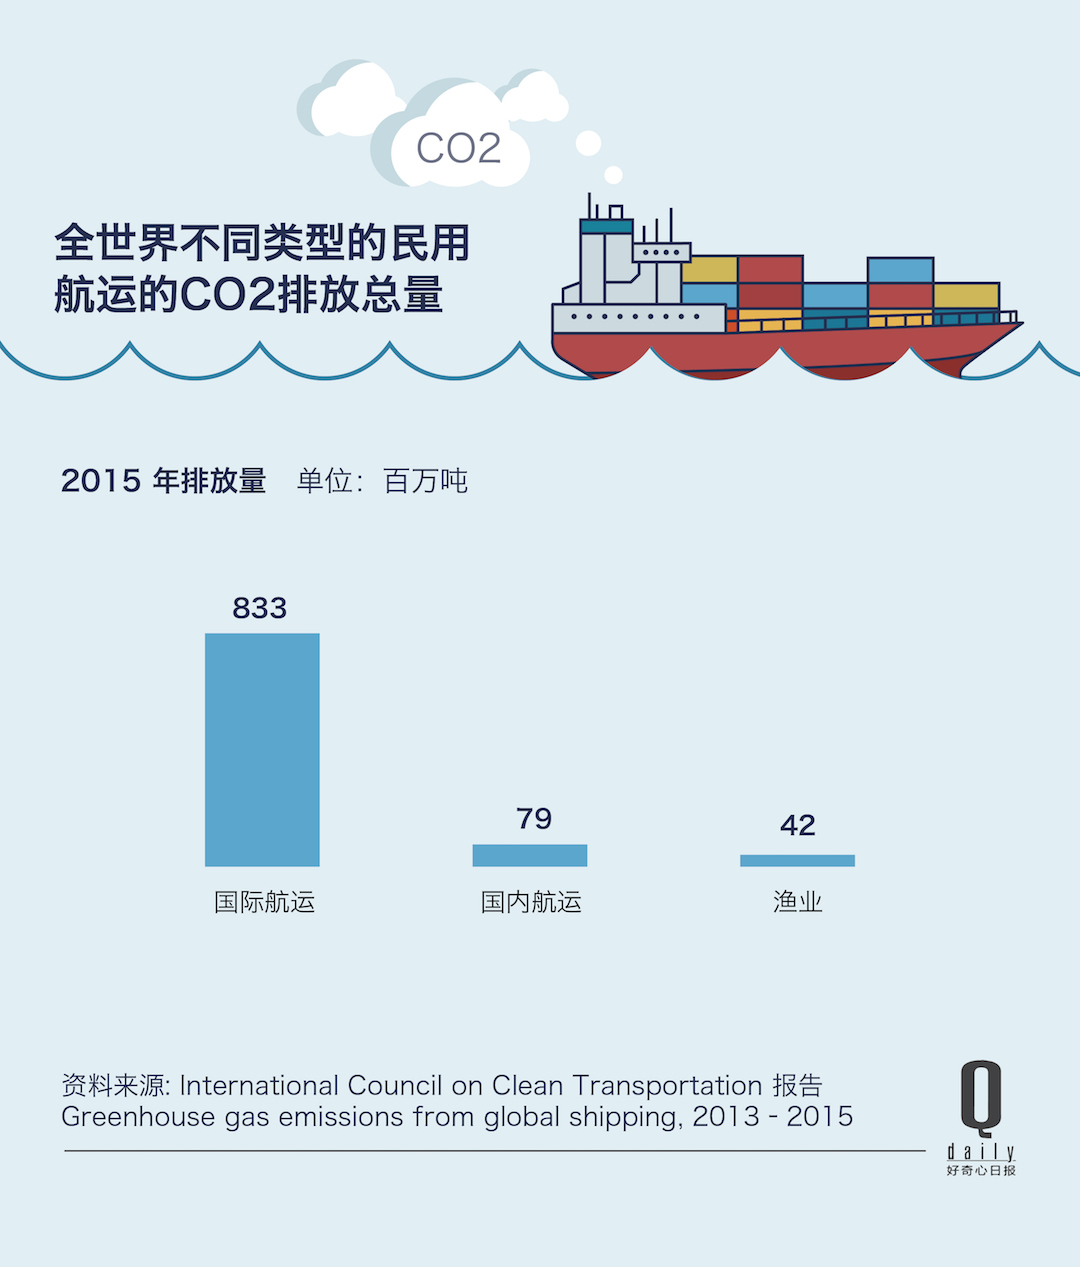 CO2
全世界不同类型的民用
航运的CO2排放总量
2015 年排放量 单位：百万吨
833
79
42
国际航运
国内航运
渔业
资料来源: International Council on Clean Transportation 报告
Greenhouse gas emissions from global shipping, 2013 - 2015
Q
daily
好奇心日报